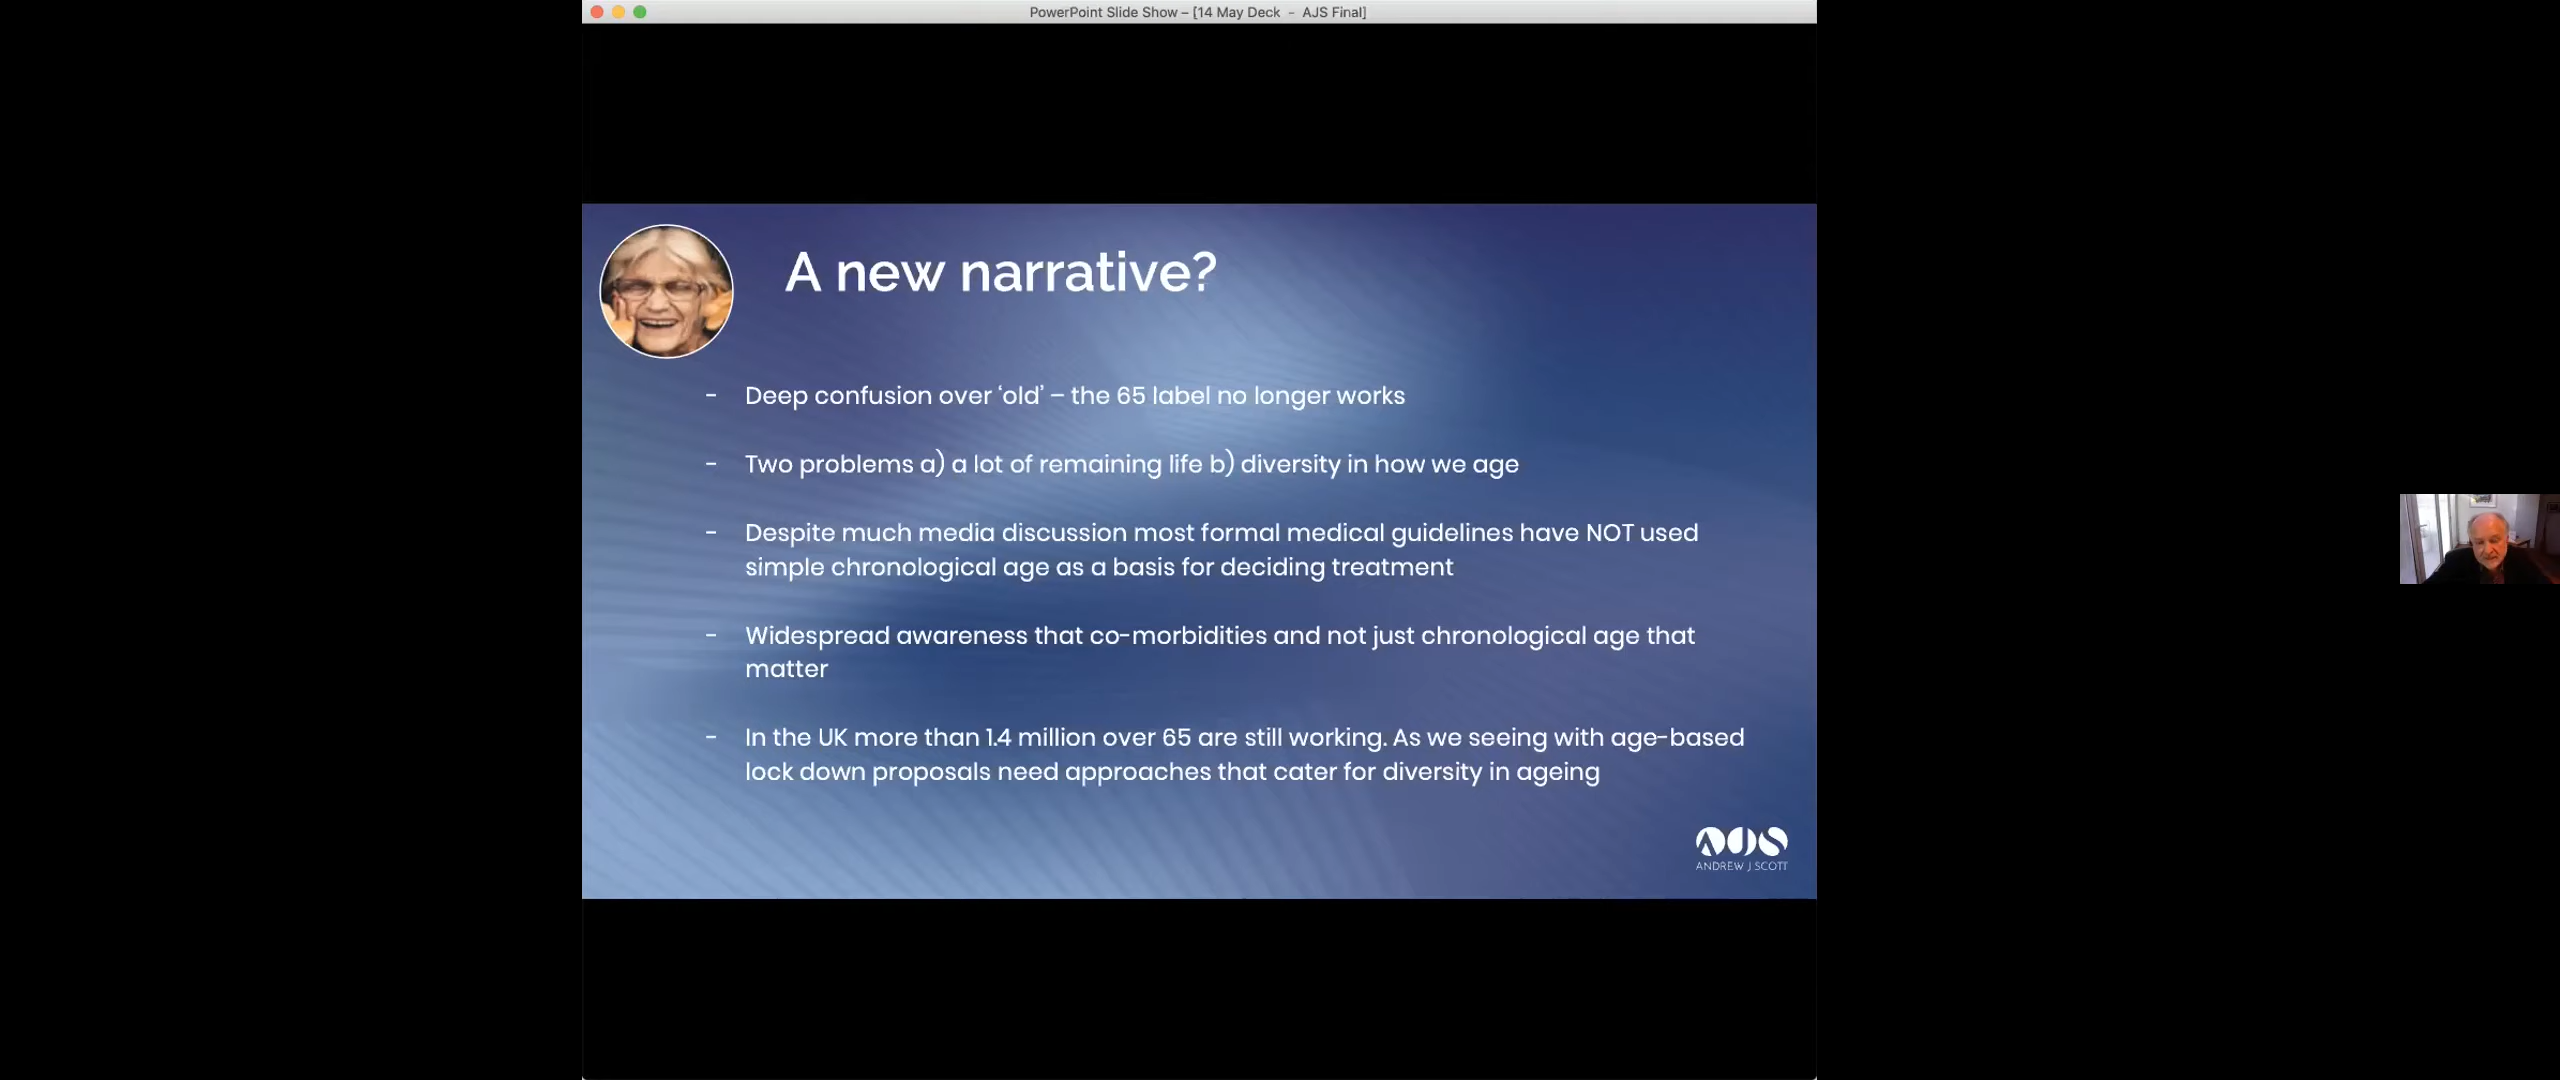 PowerPoint Slide Show – [14 May Deck - AJS Final]
A new narrative?
- Deep confusion over ‘old’ – the 65 label no longer works
- Two problems a) a lot of remaining life b) diversity in how we age
- Despite much media discussion most formal medical guidelines have NOT used
simple chronological age as a basis for deciding treatment
- Widespread awareness that co-morbidities and not just chronological age that
matter
- In the UK more than 1.4 million over 65 are still working. As we seeing with age-based
lock down proposals need approaches that cater for diversity in ageing
AJS
ANDREW J SCOTT